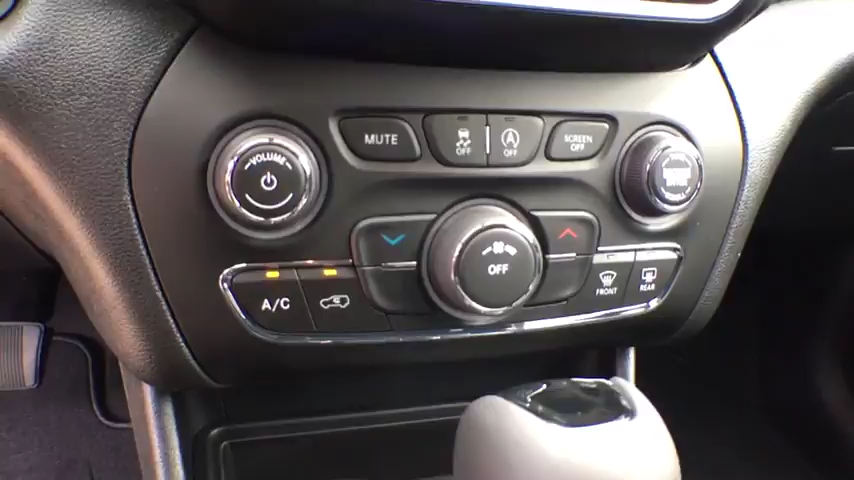 MUTE
OFF
A
OFF
SCREEN
OFF
VOLUME
OFF
A/C
FRONT
REAR